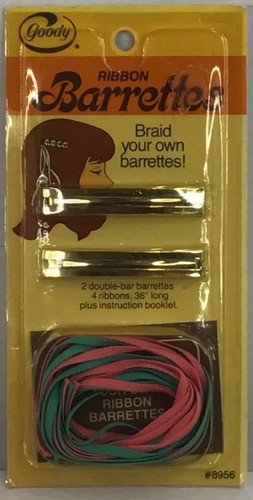 Goody
RIBBON
Barrettes
Braid
your own
barrettes!
2 double-bar barrettes
4 ribbons, 36" long
plus instruction booklet.
RIBBON
BARRETTES
#8956